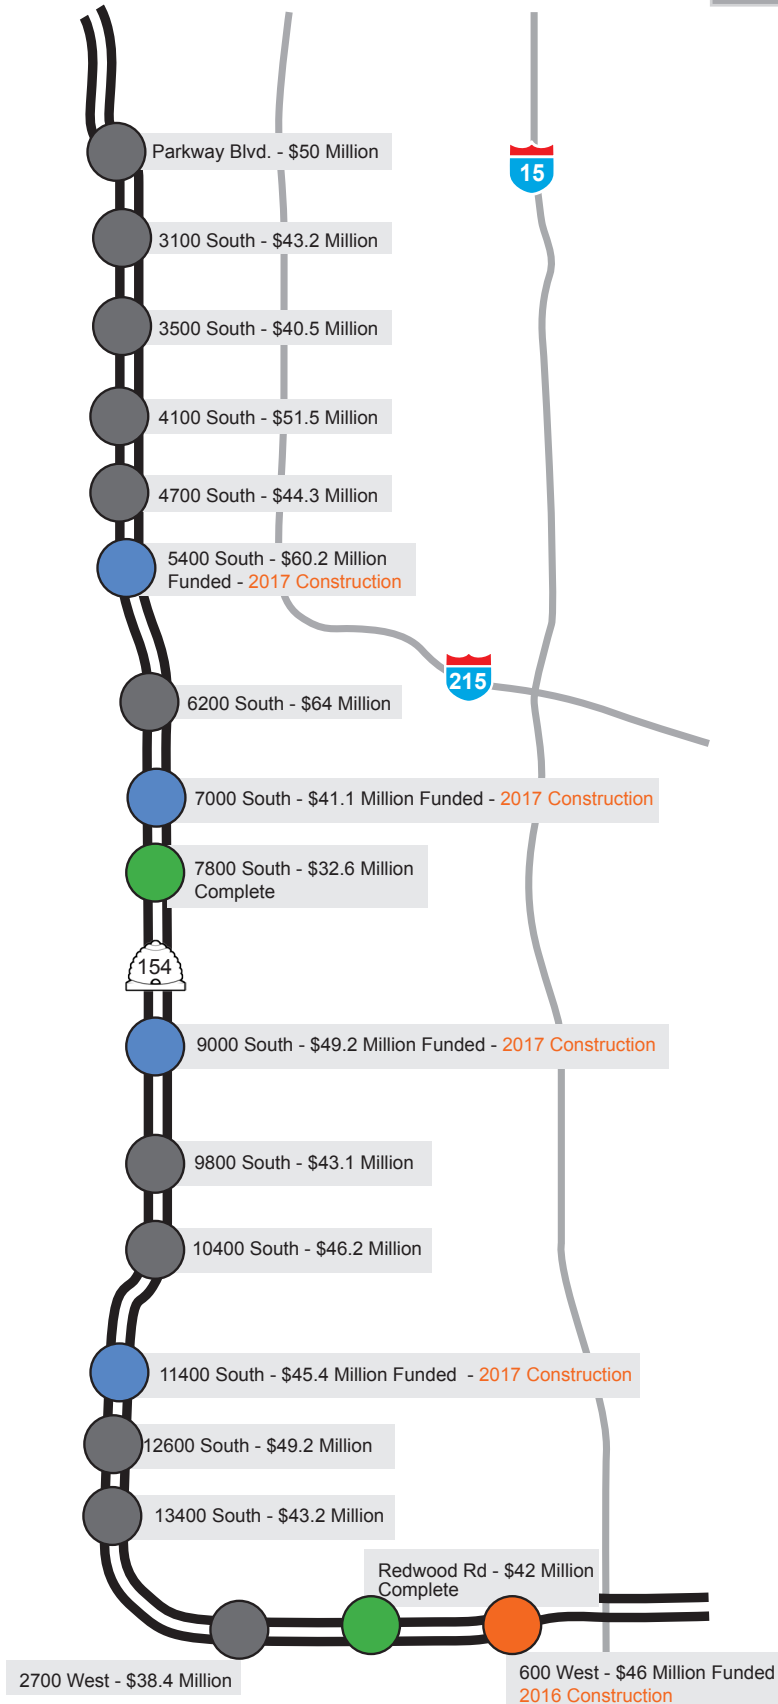 15
Parkway Blvd. - $50 Million
3100 South - $43.2 Million
3500 South - $40.5 Million
4100 South - $51.5 Million
4700 South - $44.3 Million
5400 South - $60.2 Million
Funded - 2017 Construction
215
6200 South - $64 Million
7000 South - $41.1 Million Funded - 2017 Construction
7800 South - $32.6 Million
Complete
154
9000 South - $49.2 Million Funded - 2017 Construction
9800 South - $43.1 Million
10400 South - $46.2 Million
11400 South - $45.4 Million Funded - 2017 Construction
12600 South - $49.2 Million
13400 South - $43.2 Million
Redwood Rd - $42 Million
Complete
2700 West - $38.4 Million
600 West - $46 Million Funded
2016 Construction